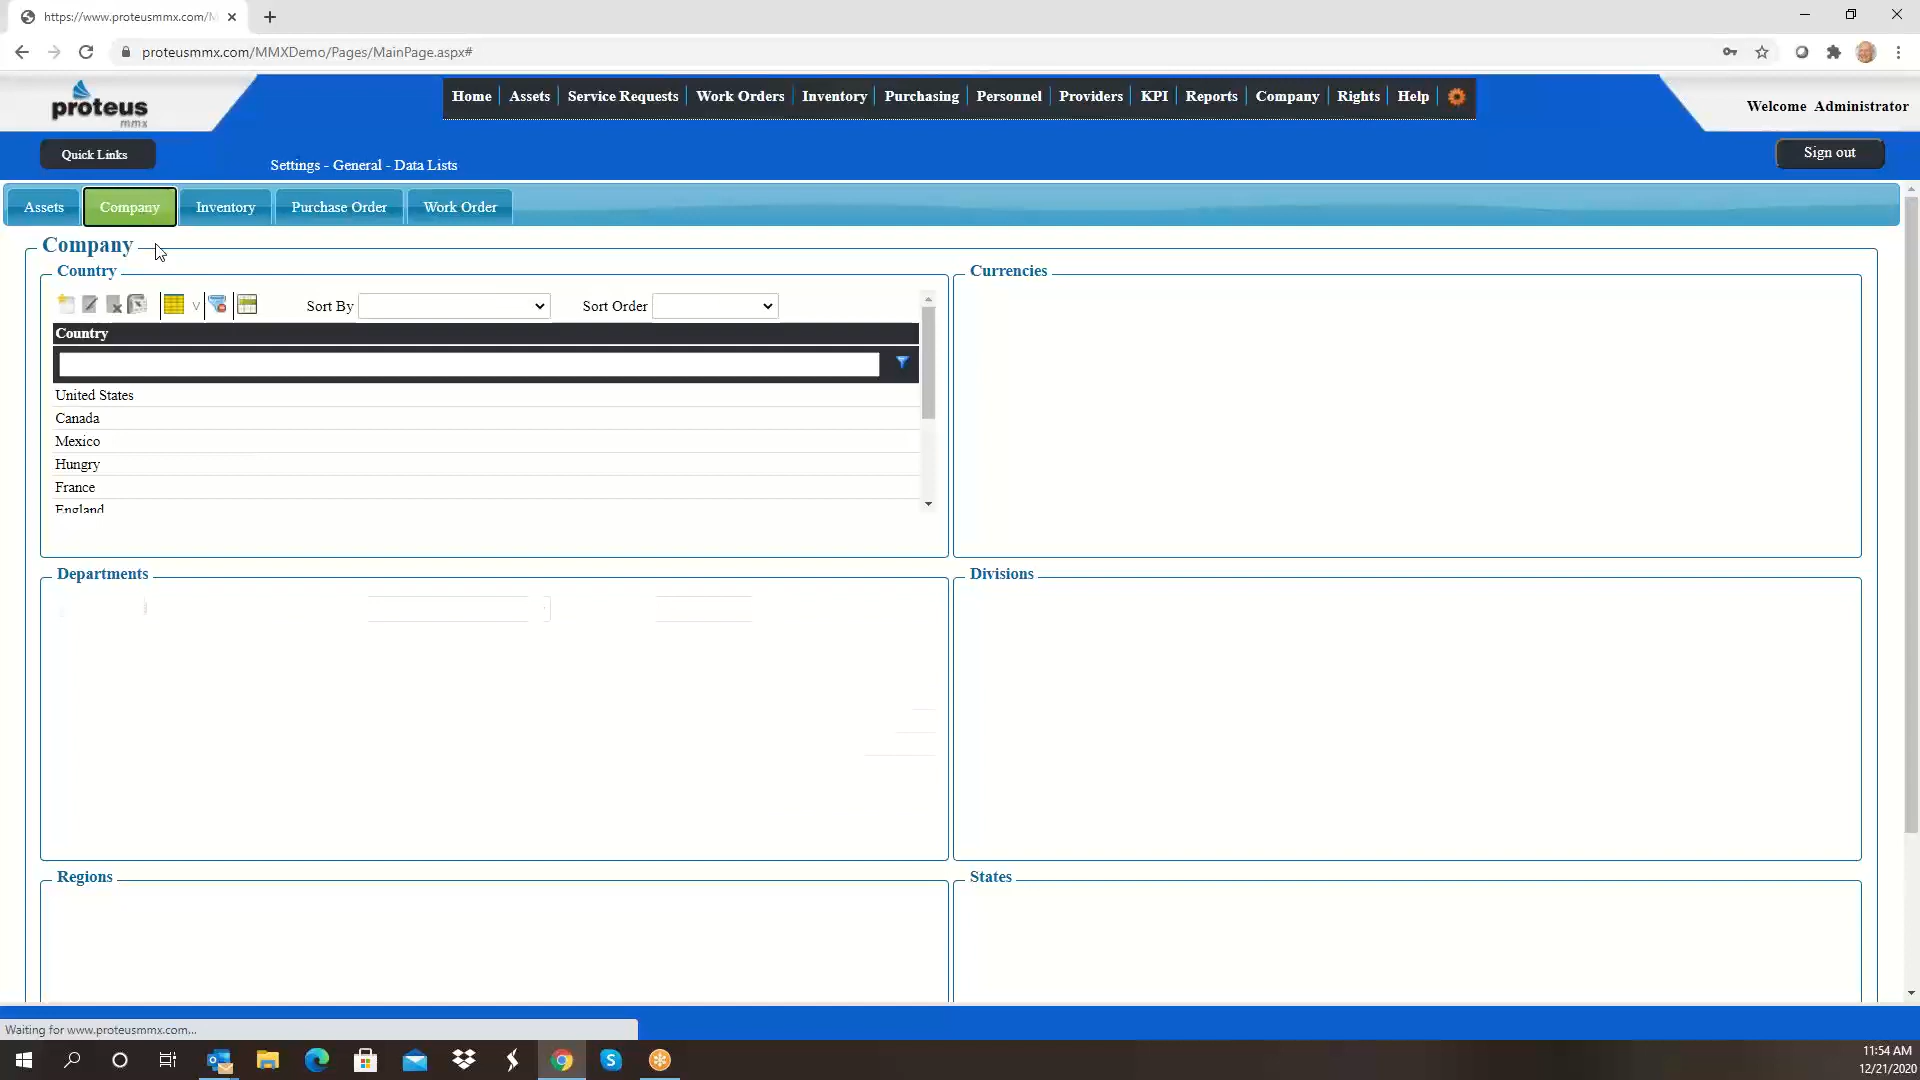 https://www.proteusmmx.com/M
proteusmmx.com/MMXDemo/Pages/MainPage.aspx#
proteus
mmx
Home Assets Service Requests Work Orders Inventory Purchasing Personnel Providers KPI Reports Company Rights Help
Welcome Administrator
Quick Links
Settings - General - Data Lists
Sign out
Assets Company Inventory Purchase Order Work Order
Company
Country
Currencies
Sort By
Sort Order
Country
United States
Canada
Mexico
Hungry
France
England
Departments
Divisions
Regions
States
Waiting for www.proteusmmx.com...
11:54 AM
12/21/2020